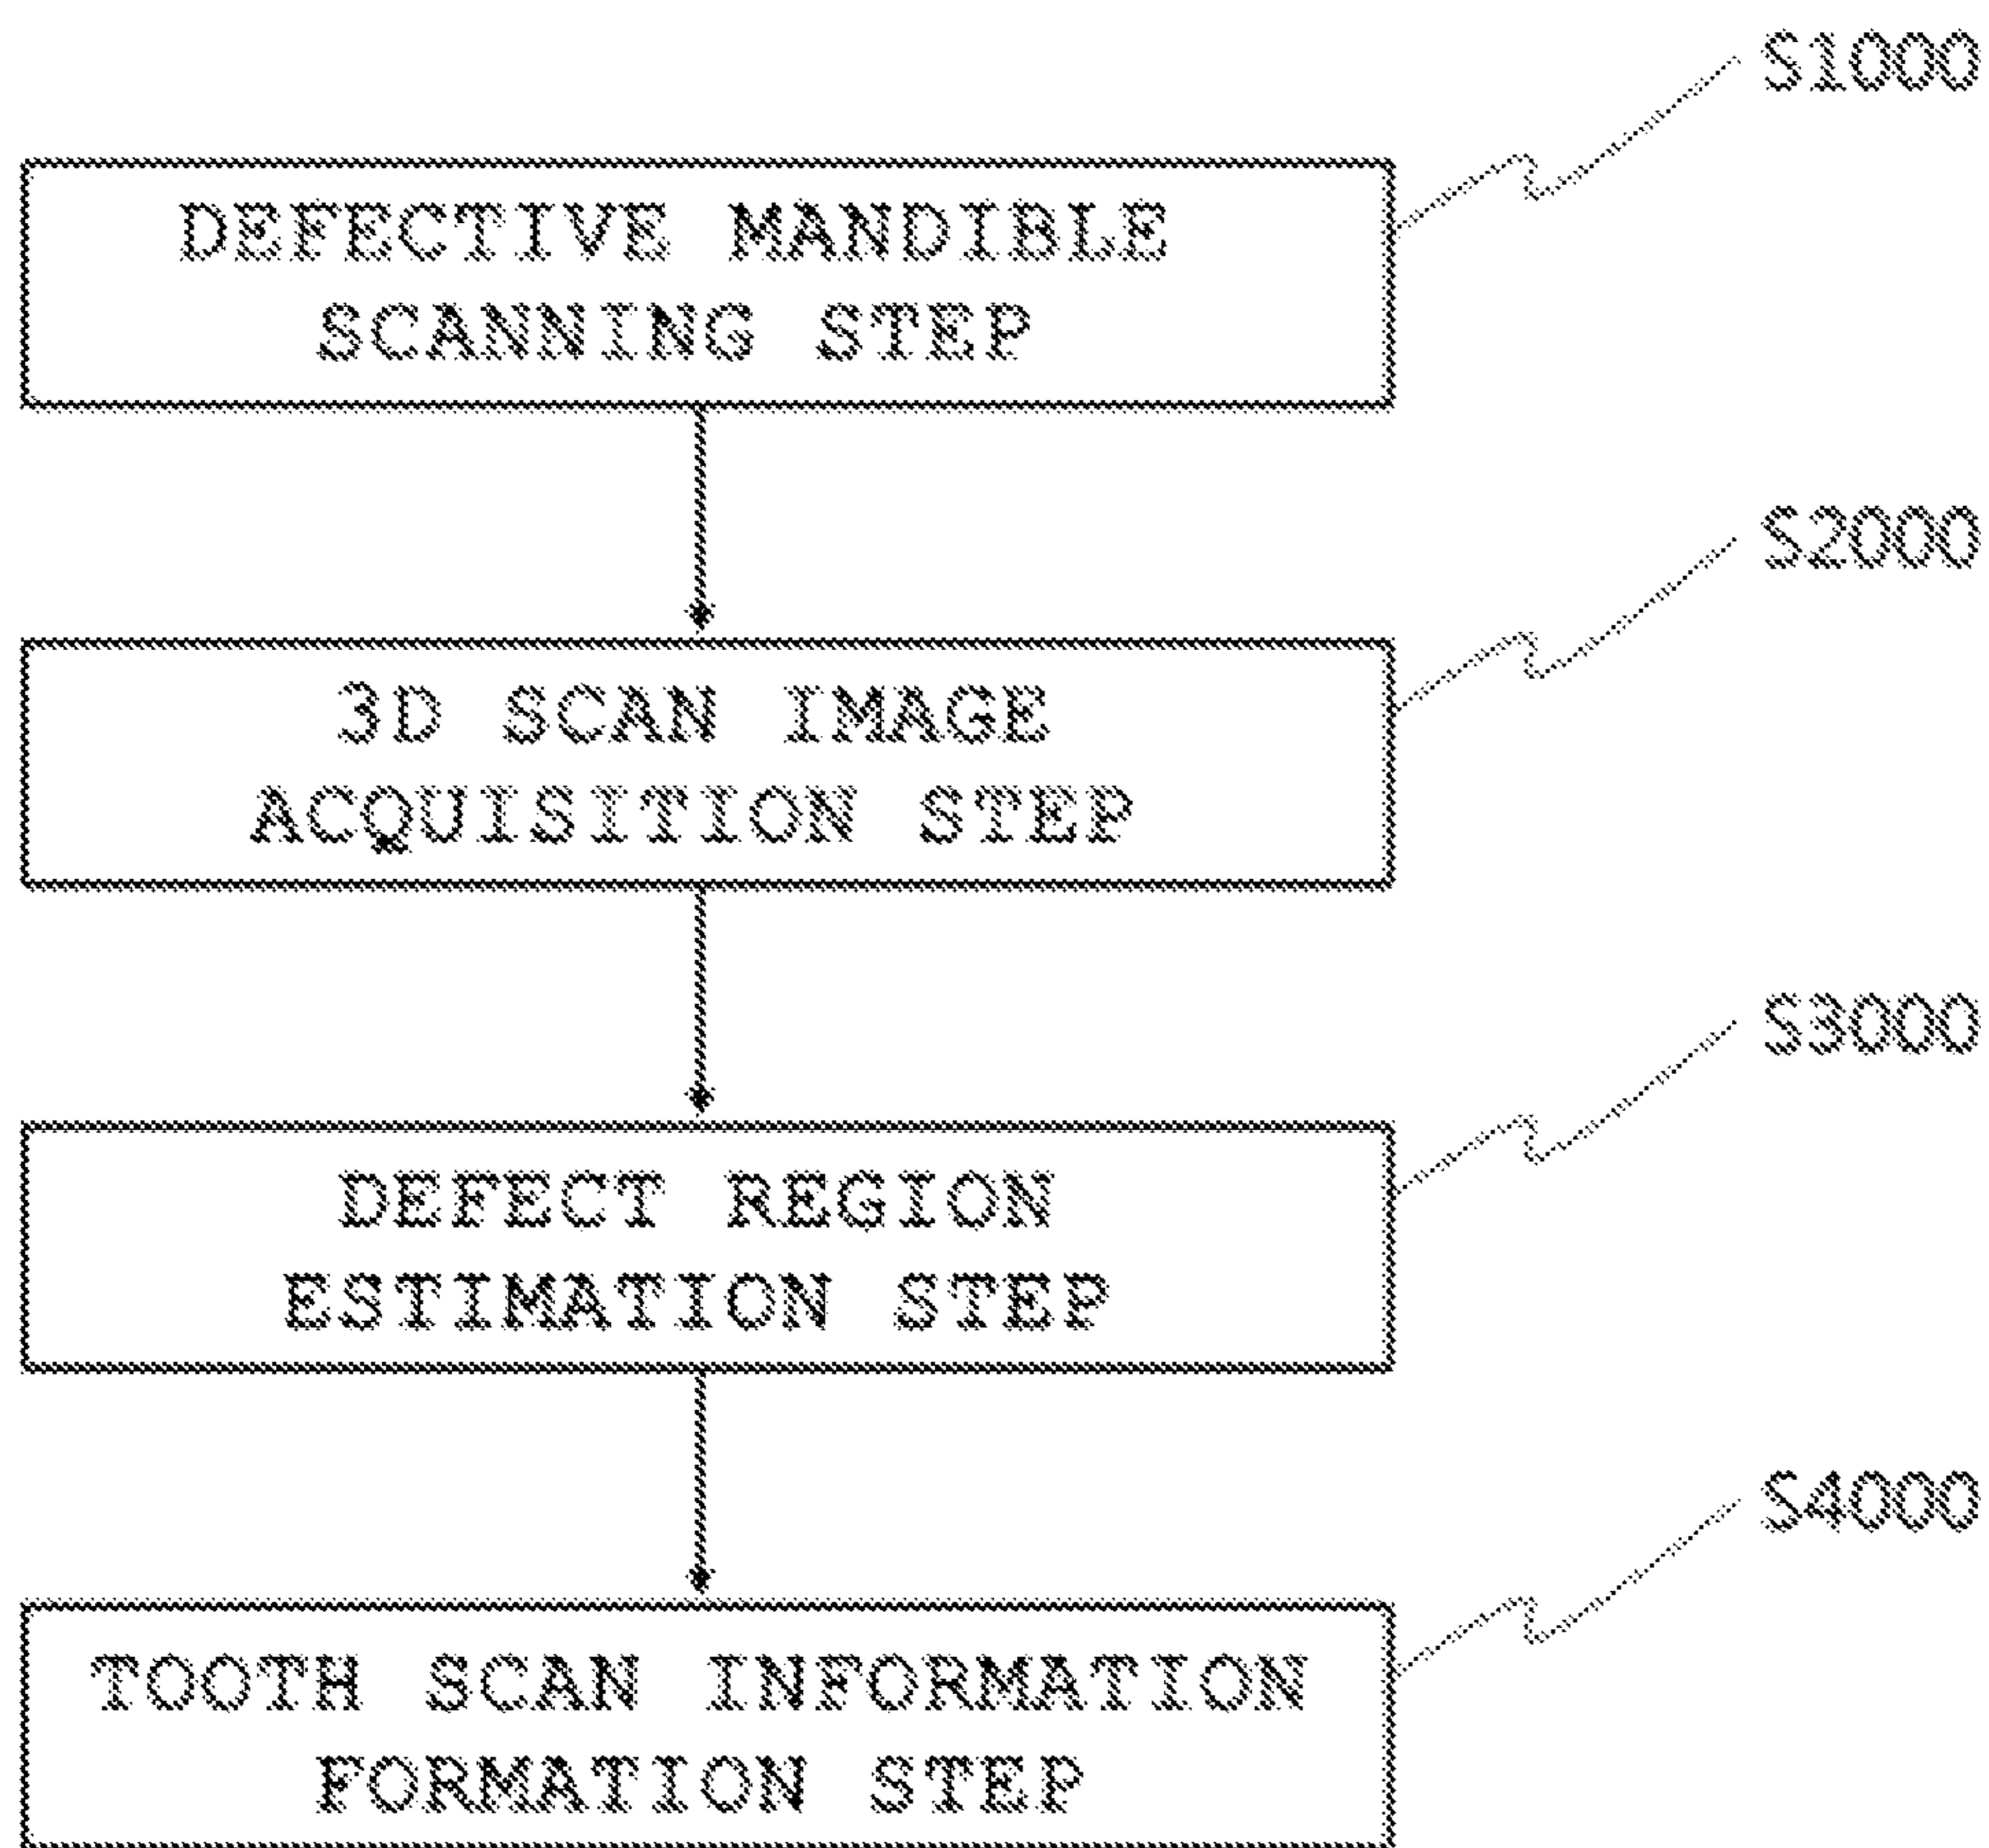 S1000
DEFECTIVE MANDIBLE
SCANNING STEP
S2000
3D SCAN IMAGE
ACQUISITION STEP
S3000
DEFECT REGION
ESTIMATION STEP
S4000
TOOTH SCAN INFORMATION
FORMATION STEP